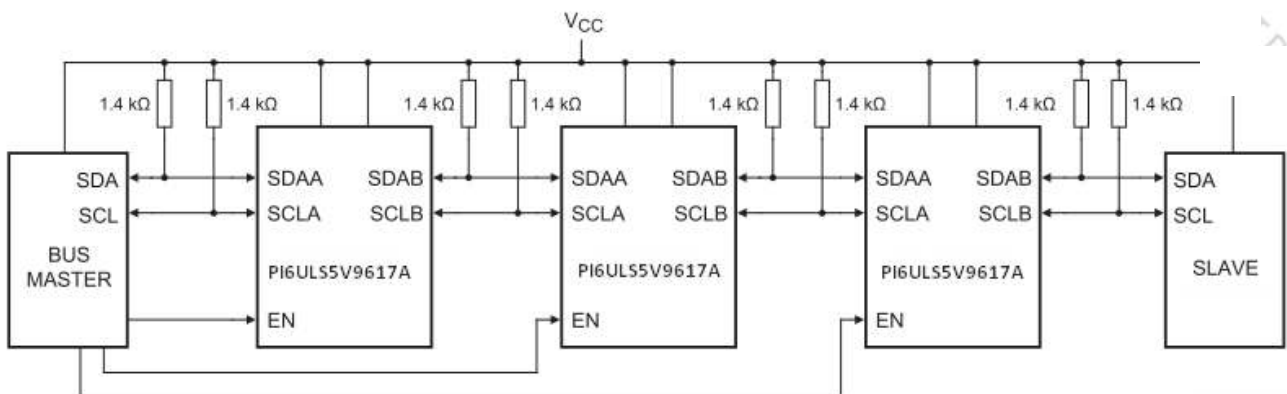 VCC
1.4 kΩ 1.4 kΩ 1.4 kΩ 1.4 kΩ 1.4 kΩ 1.4 kΩ 1.4 kΩ 1.4 kΩ
SDA SDAA SDAB SDAA SDAB SDAA SDAB SDA
SCL SCLA SCLB SCLA SCLB SCLA SCLB SCL
BUS
MASTER
PI6ULS5V9617A PI6ULS5V9617A PI6ULS5V9617A
SLAVE
EN EN EN